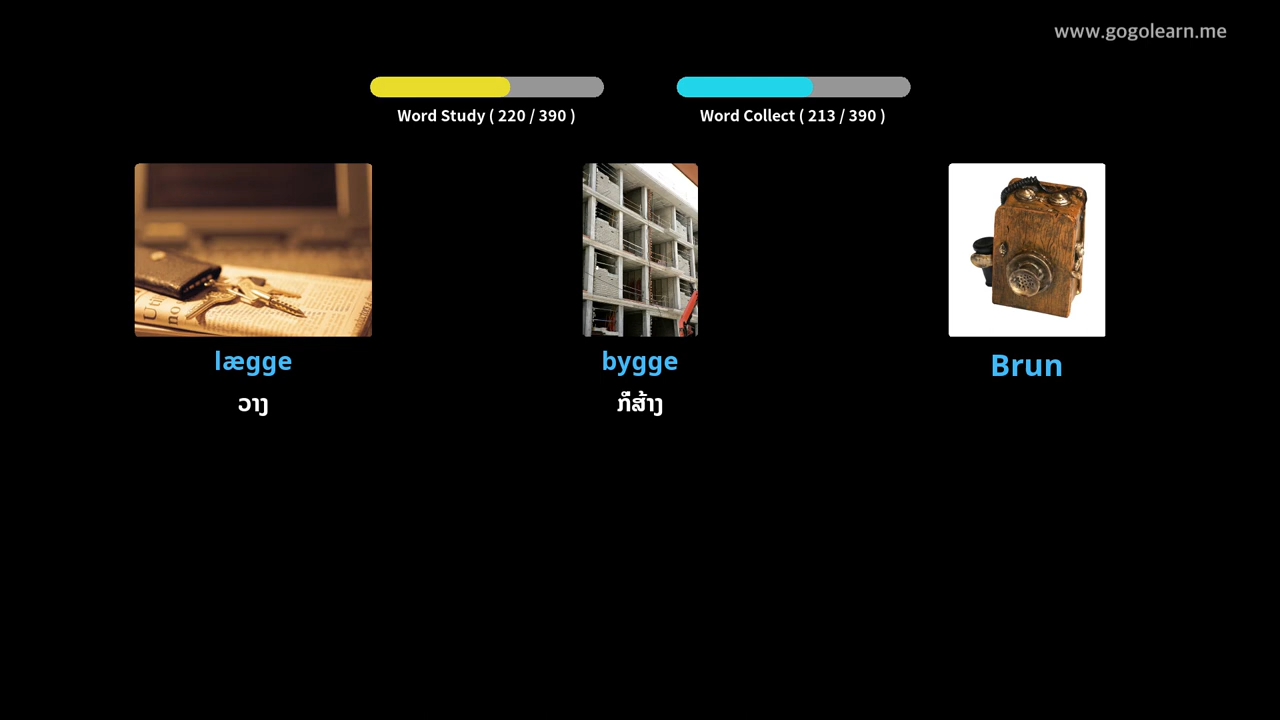 www.gogolearn.me
Word Study ( 220 / 390 )
Word Collect ( 213 / 390 )
lægge
bygge
Brun
ວາງ
ກໍ່ສ້າງ